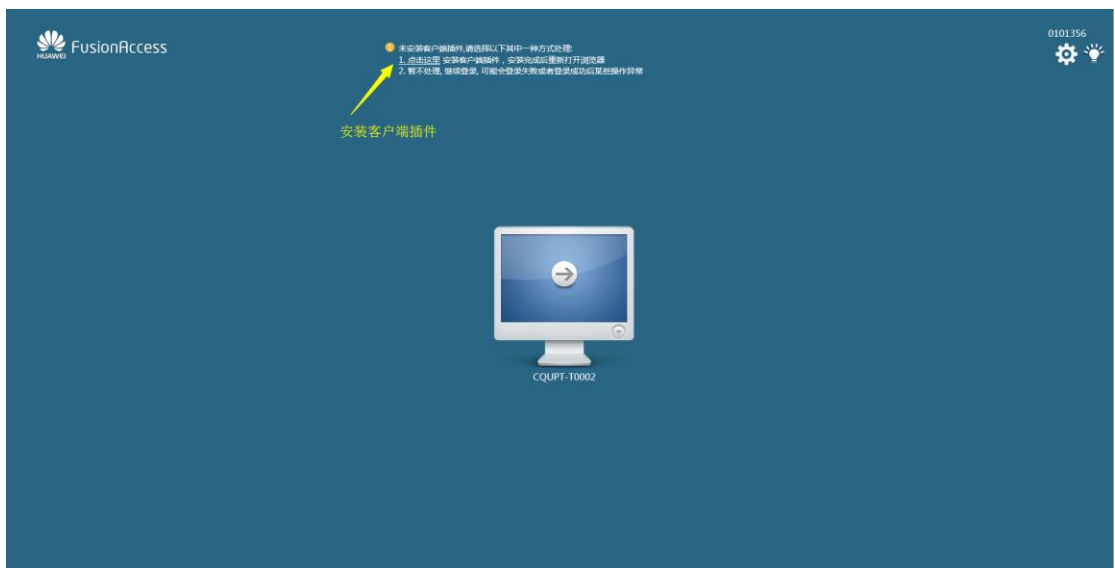 HUAWEI
FusionAccess
未安装客户端插件,请选择以下其中一种方式处理:
1. 点击这里 安装客户端插件，安装完成后重新打开浏览器
2. 暂不处理, 继续登录, 可能会登录失败或者登录成功后某些操作异常
0101356
安装客户端插件
CQUPT-T0002